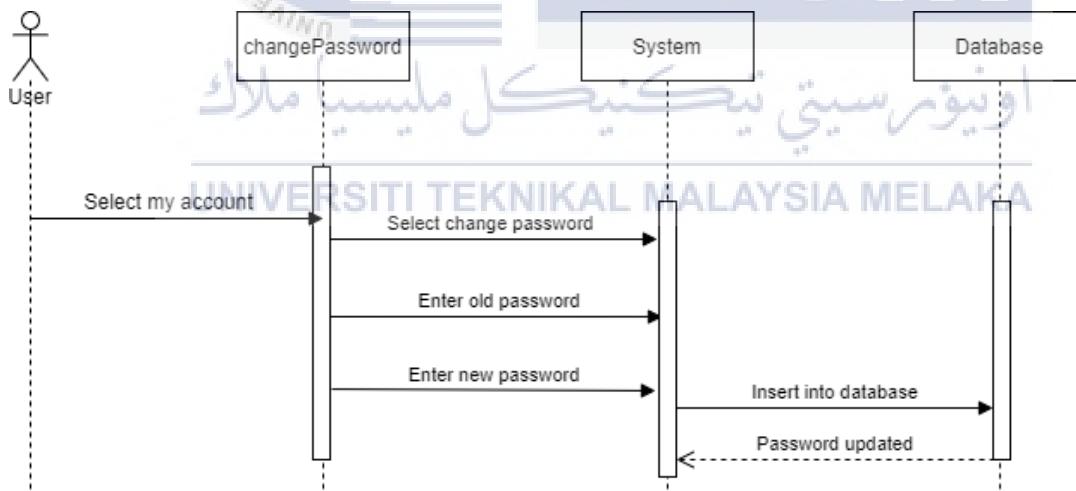 changePassword
System
Database
User
اونيورسيتي تيكنيكل مليسيا ملاك
UNIVERSITI TEKNIKAL MALAYSIA MELAKA
Select my account
Select change password
Enter old password
Enter new password
Insert into database
Password updated